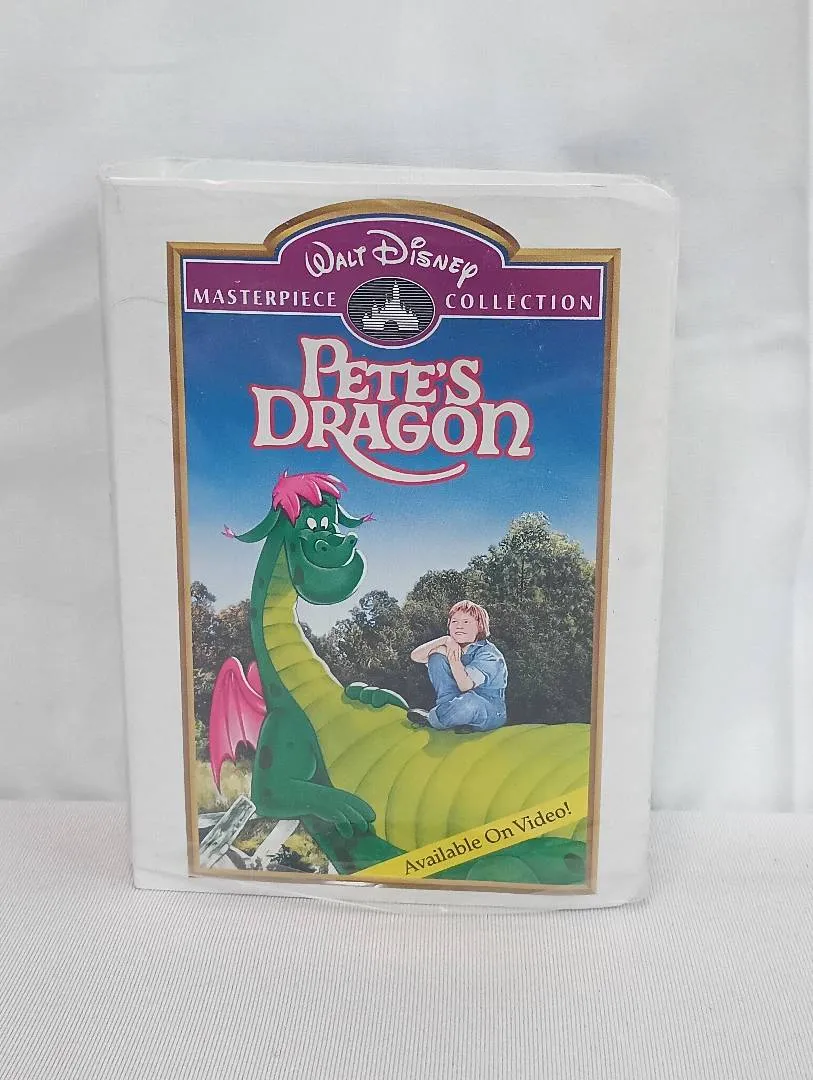 WALT DISNEY
MASTERPIECE COLLECTION
PETE'S
DRAGON
Available On Video!